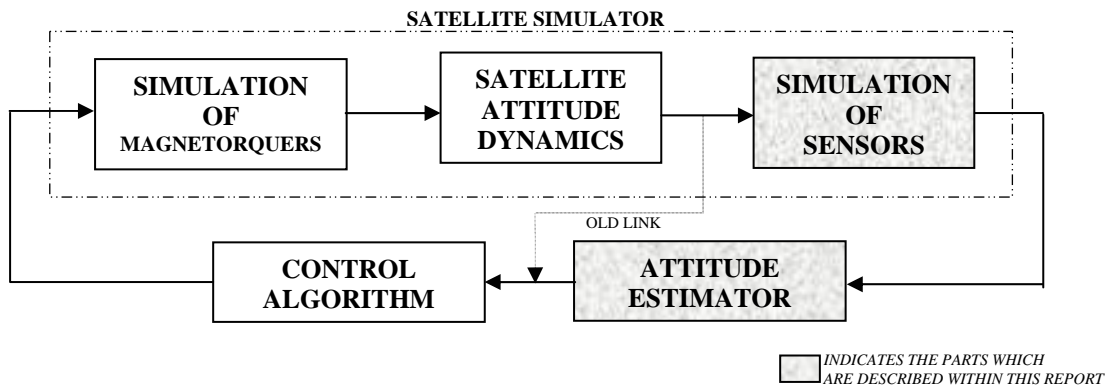 SATELLITE SIMULATOR
SIMULATION
OF
MAGNETORQUERS
SATELLITE
ATTITUDE
DYNAMICS
SIMULATION
OF
SENSORS
OLD LINK
CONTROL
ALGORITHM
ATTITUDE
ESTIMATOR
INDICATES THE PARTS WHICH
ARE DESCRIBED WITHIN THIS REPORT